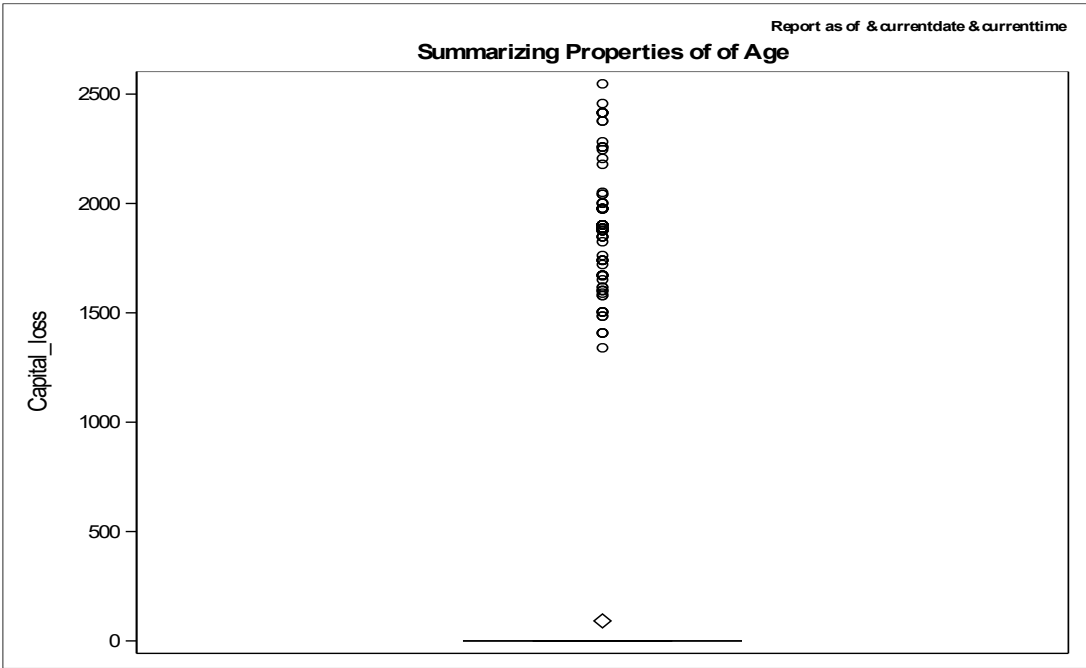 Report as of &currentdate &currenttime
Summarizing Properties of of Age
2500
2000
1500
1000
500
0
Capital_loss